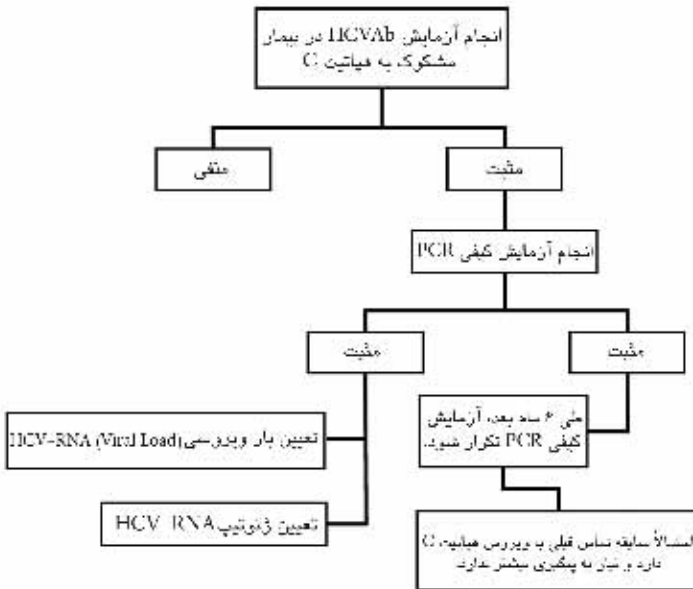 انجام آزمایش HCVAb در بیمار
مشکوک به هپاتیت C
منفی
مثبت
انجام آزمایش کیفی PCR
مثبت
مثبت
تعیین بار ویروسی HCV-RNA (Viral Load)
طی ۶ ماه بعد، آزمایش
کیفی PCR تکرار شود.
تعیین ژنوتیپ HCV-RNA
احتمالاً سابقه تماس قبلی با ویروس هپاتیت C
دارد و نیاز به پیگیری بیشتر ندارد.